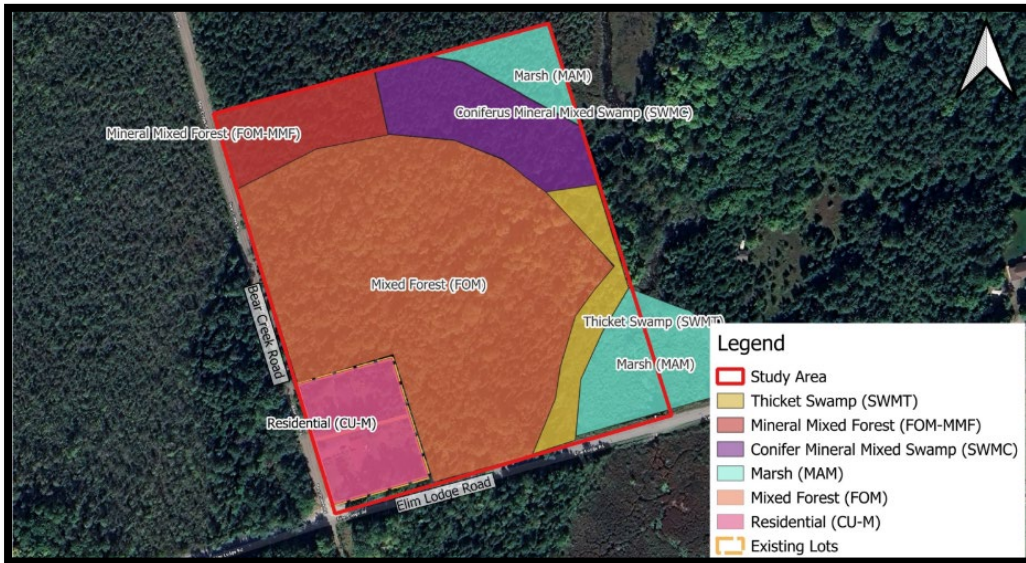 Marsh (MAM)
Coniferus Mineral Mixed Swamp (SWMC)
Mineral Mixed Forest (FOM-MMF)
Mixed Forest (FOM)
Bear Creek Road
Thicket Swamp (SWMT)
Marsh (MAM)
Residential (CU-M)
Elim Lodge Road
Legend
Study Area
Thicket Swamp (SWMT)
Mineral Mixed Forest (FOM-MMF)
Conifer Mineral Mixed Swamp (SWMC)
Marsh (MAM)
Mixed Forest (FOM)
Residential (CU-M)
Existing Lots